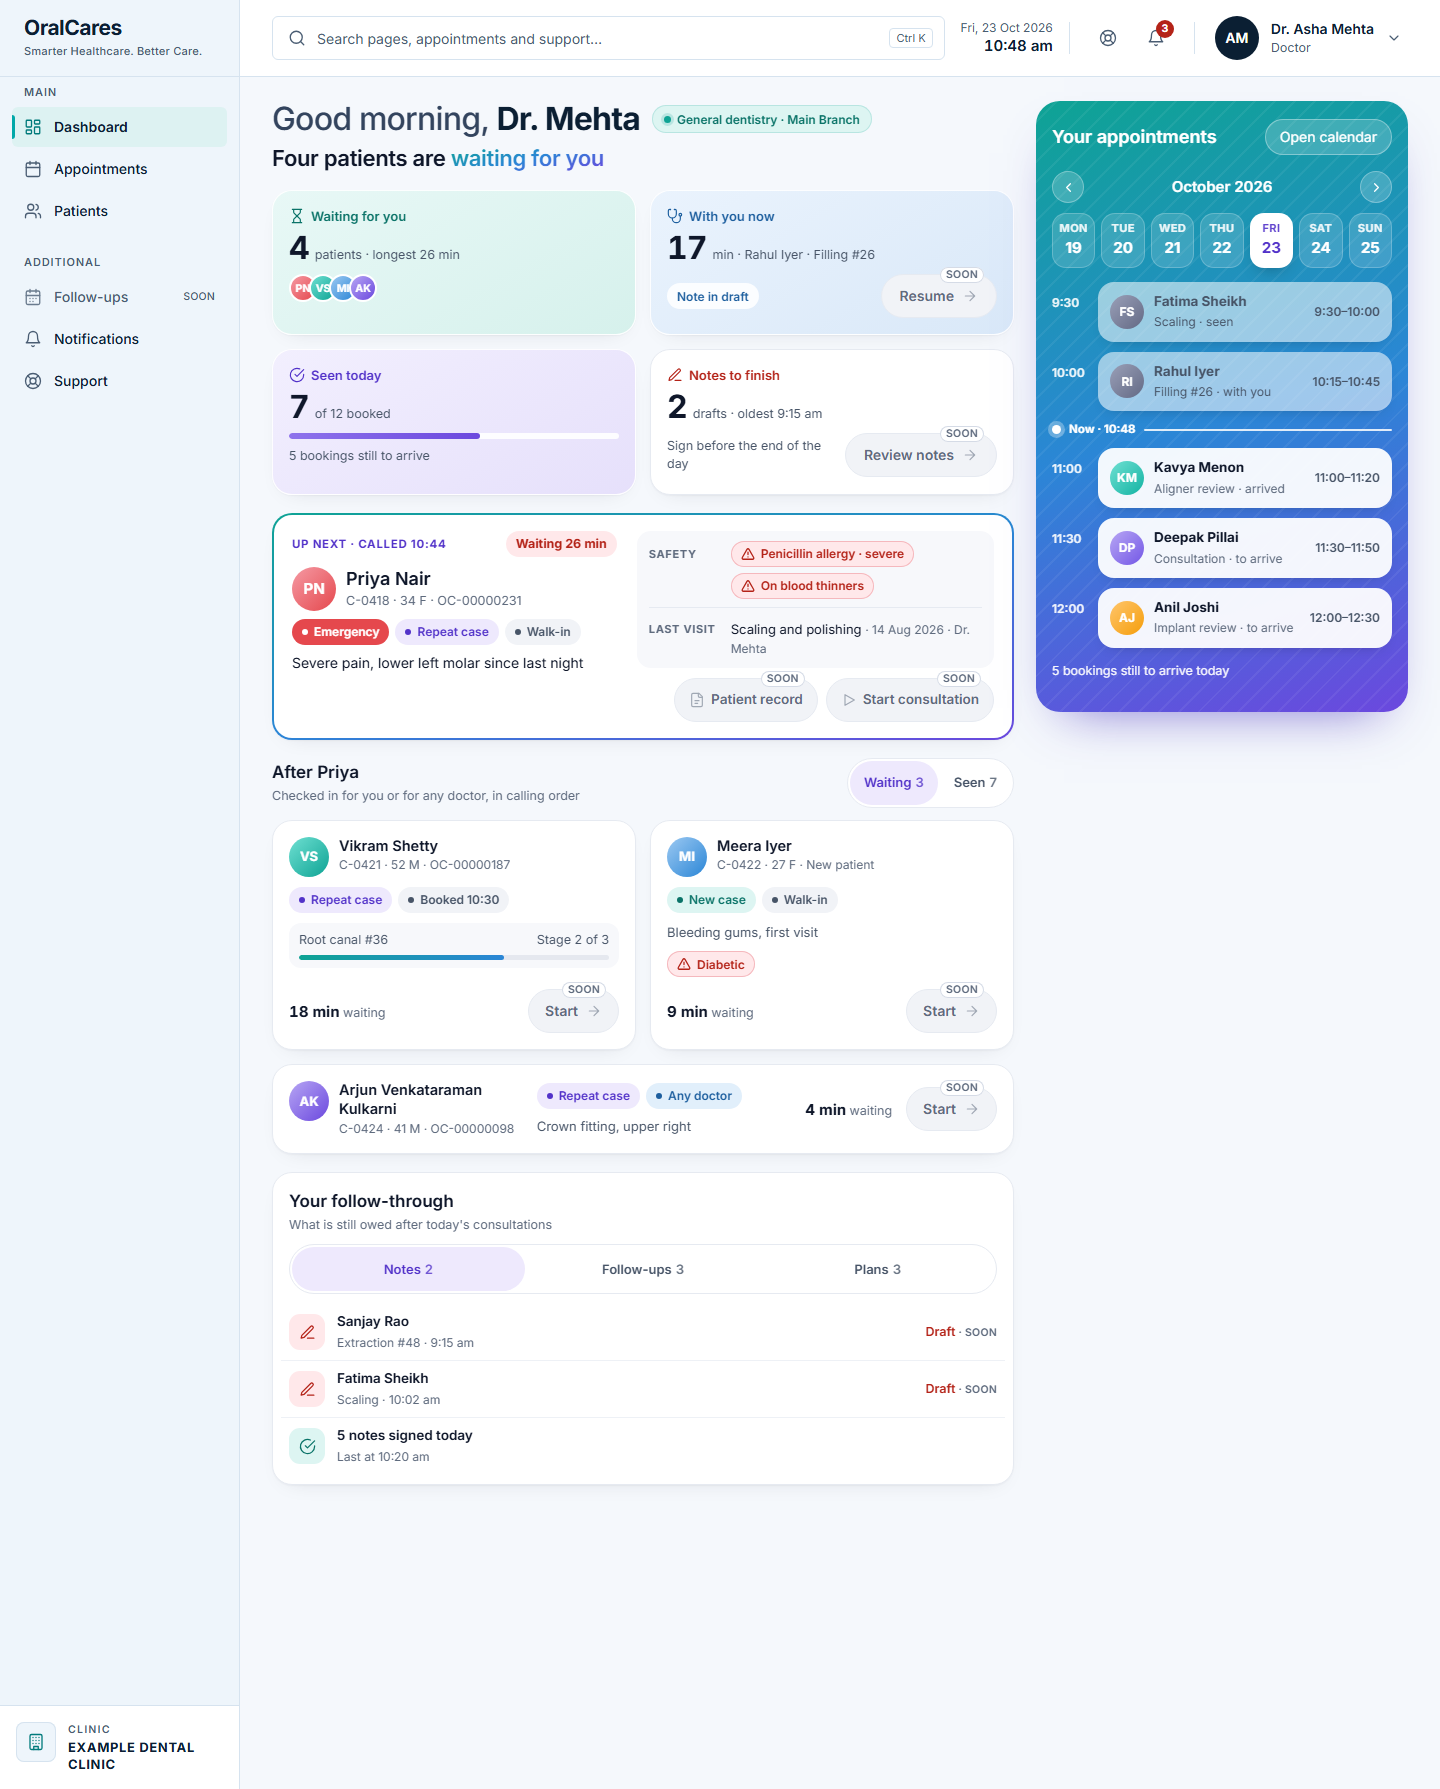 OralCares
Smarter Healthcare. Better Care.
MAIN
Dashboard
Appointments
Patients
ADDITIONAL
Follow-ups SOON
Notifications
Support
CLINIC
EXAMPLE DENTAL
CLINIC
Search pages, appointments and support... Ctrl K
Fri, 23 Oct 2026
10:48 am
3
AM
Dr. Asha Mehta
Doctor
Good morning, Dr. Mehta
General dentistry · Main Branch
Four patients are waiting for you
Waiting for you
4 patients · longest 26 min
PN VS MI AK
With you now
17 min · Rahul Iyer · Filling #26
Note in draft
SOON
Resume
Seen today
7 of 12 booked
5 bookings still to arrive
Notes to finish
2 drafts · oldest 9:15 am
Sign before the end of the
day
SOON
Review notes
UP NEXT · CALLED 10:44
Waiting 26 min
PN
Priya Nair
C-0418 · 34 F · OC-00000231
Emergency
Repeat case
Walk-in
Severe pain, lower left molar since last night
SAFETY
Penicillin allergy · severe
On blood thinners
LAST VISIT
Scaling and polishing · 14 Aug 2026 · Dr.
Mehta
SOON
Patient record
SOON
Start consultation
After Priya
Checked in for you or for any doctor, in calling order
Waiting 3
Seen 7
VS
Vikram Shetty
C-0421 · 52 M · OC-00000187
Repeat case
Booked 10:30
Root canal #36
Stage 2 of 3
18 min waiting
SOON
Start
MI
Meera Iyer
C-0422 · 27 F · New patient
New case
Walk-in
Bleeding gums, first visit
Diabetic
9 min waiting
SOON
Start
AK
Arjun Venkataraman
Kulkarni
C-0424 · 41 M · OC-00000098
Repeat case
Any doctor
Crown fitting, upper right
4 min waiting
SOON
Start
Your follow-through
What is still owed after today's consultations
Notes 2
Follow-ups 3
Plans 3
Sanjay Rao
Extraction #48 · 9:15 am
Draft · SOON
Fatima Sheikh
Scaling · 10:02 am
Draft · SOON
5 notes signed today
Last at 10:20 am
Your appointments
Open calendar
October 2026
MON TUE WED THU FRI SAT SUN
19 20 21 22 23 24 25
9:30
FS
Fatima Sheikh
Scaling · seen
9:30–10:00
10:00
RI
Rahul Iyer
Filling #26 · with you
10:15–10:45
Now · 10:48
11:00
KM
Kavya Menon
Aligner review · arrived
11:00–11:20
11:30
DP
Deepak Pillai
Consultation · to arrive
11:30–11:50
12:00
AJ
Anil Joshi
Implant review · to arrive
12:00–12:30
5 bookings still to arrive today